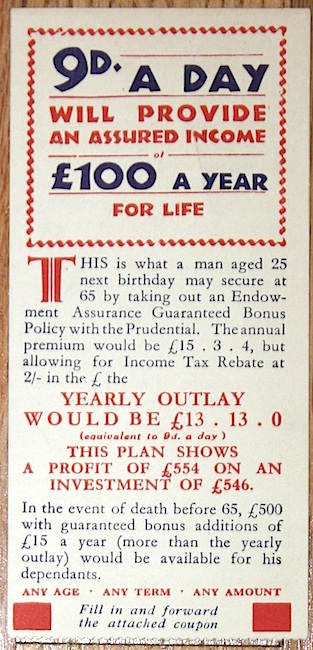 9D. A DAY
WILL PROVIDE
AN ASSURED INCOME
of
£100 A YEAR
FOR LIFE
THIS is what a man aged 25
next birthday may secure at
65 by taking out an Endow-
ment Assurance Guaranteed Bonus
Policy with the Prudential. The annual
premium would be £15 . 3 . 4, but
allowing for Income Tax Rebate at
2/- in the £ the
YEARLY OUTLAY
WOULD BE £13 . 13 . 0
(equivalent to 9d. a day)
THIS PLAN SHOWS
A PROFIT OF £554 ON AN
INVESTMENT OF £546.
In the event of death before 65, £500
with guaranteed bonus additions of
£15 a year (more than the yearly
outlay) would be available for his
dependants.
ANY AGE · ANY TERM · ANY AMOUNT
Fill in and forward
the attached coupon